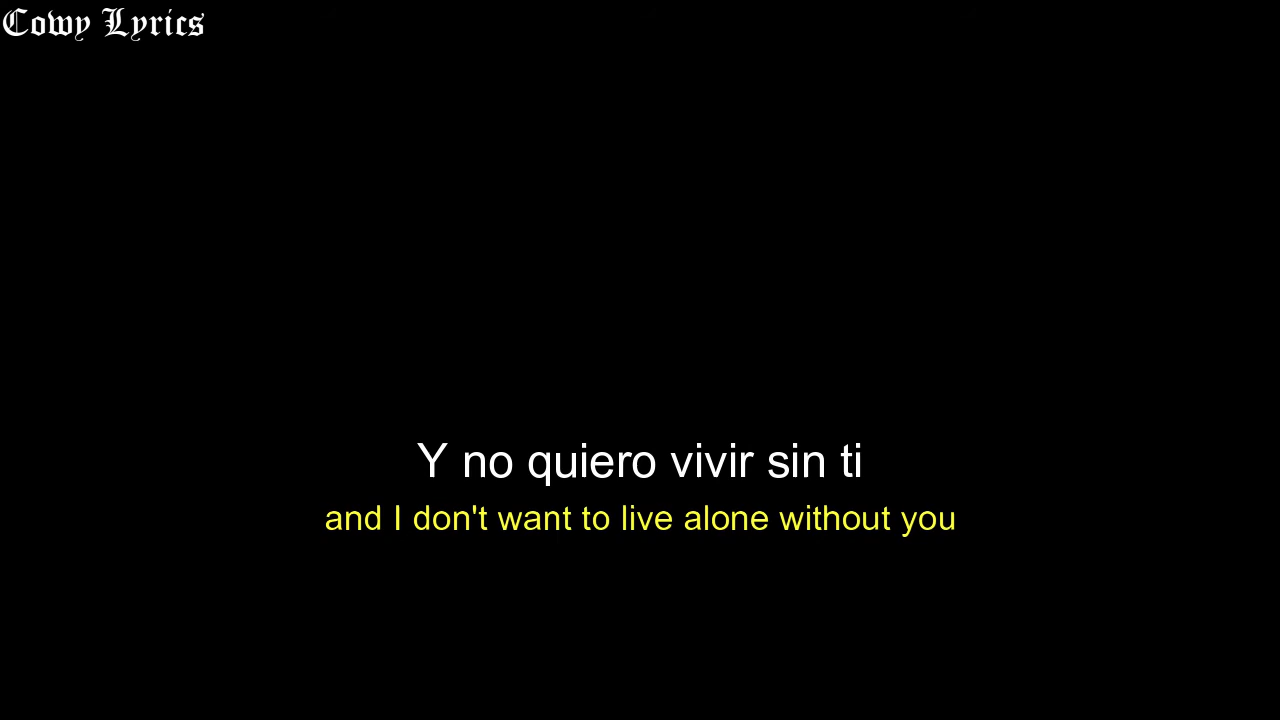 Cowy Lyrics
Y no quiero vivir sin ti
and I don't want to live alone without you